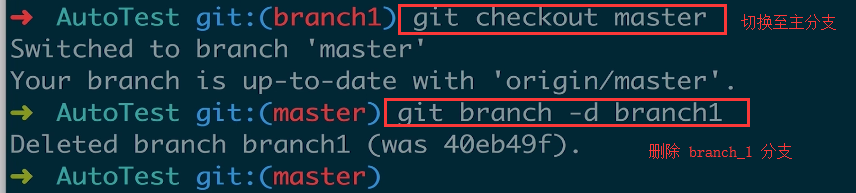 ➜ AutoTest git:(branch1) git checkout master 切换至主分支
Switched to branch 'master'
Your branch is up-to-date with 'origin/master'.
➜ AutoTest git:(master) git branch -d branch1
Deleted branch branch1 (was 40eb49f). 删除 branch_1 分支
➜ AutoTest git:(master)